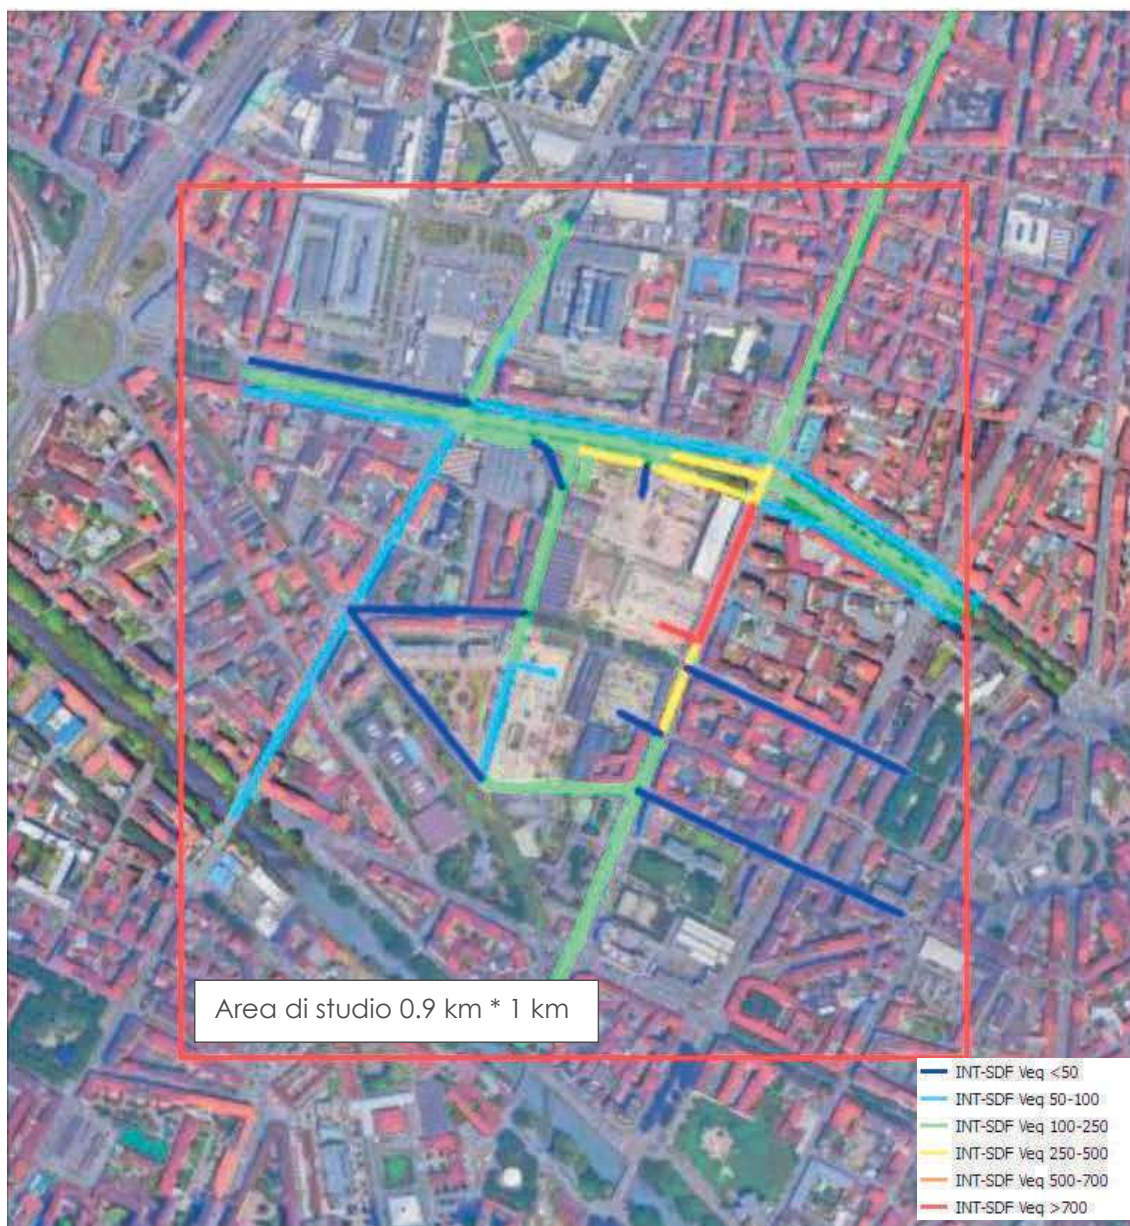 Area di studio 0.9 km * 1 km
INT-SDF Veq <50
INT-SDF Veq 50-100
INT-SDF Veq 100-250
INT-SDF Veq 250-500
INT-SDF Veq 500-700
INT-SDF Veq >700